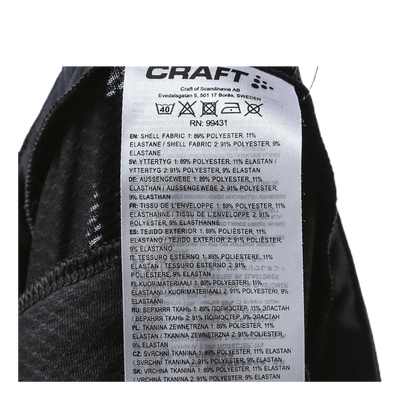 CRAFT
Craft of Scandinavia AB
Evedalsgatan 5, 501 17 Borås, SWEDEN
40
RN: 99431
EN: SHELL FABRIC 1: 89% POLYESTER, 11%
ELASTANE / SHELL FABRIC 2: 91% POLYESTER, 9%
ELASTANE
SV: YTTERTYG 1: 89% POLYESTER, 11% ELASTAN /
YTTERTYG 2: 91% POLYESTER, 9% ELASTAN
DE: AUSSENGEWEBE 1: 89% POLYESTER, 11%
ELASTHAN / AUSSENGEWEBE 2: 91% POLYESTER,
9% ELASTHAN
FR: TISSU DE L'ENVELOPPE 1: 89% POLYESTER, 11%
ELASTHANNE / TISSU DE L'ENVELOPPE 2: 91%
POLYESTER, 9% ELASTHANNE
ES: TEJIDO EXTERIOR 1: 89% POLIÉSTER, 11%
ELASTANO / TEJIDO EXTERIOR 2: 91% POLIÉSTER,
9% ELASTANO
IT: TESSUTO ESTERNO 1: 89% POLIESTERE, 11%
ELASTAN / TESSUTO ESTERNO 2: 91%
POLIESTERE, 9% ELASTAN
FI: KUORIMATERIAALI 1: 89% POLYESTERI, 11%
ELASTAANI / KUORIMATERIAALI 2: 91%
POLYESTERI, 9% ELASTAANI
RU: ВЕРХНЯЯ ТКАНЬ 1: 89% ПОЛИЭСТЕР, 11% ЭЛАСТАН
/ ВЕРХНЯЯ ТКАНЬ 2: 91% ПОЛИЭСТЕР, 9% ЭЛАСТАН
PL: TKANINA ZEWNĘTRZNA 1: 89% POLIESTER, 11%
ELASTAN / TKANINA ZEWNĘTRZNA 2: 91% POLIESTER,
9% ELASTAN
CZ: SVRCHNÍ TKANINA 1: 89% POLYESTER, 11% ELASTAN
/ SVRCHNÍ TKANINA 2: 91% POLYESTER, 9% ELASTAN
SK: VRCHNÁ TKANINA 1: 89% POLYESTER, 11%
ELASTAN / VRCHNÁ TKANINA 2: 91% POLYESTER, 9%